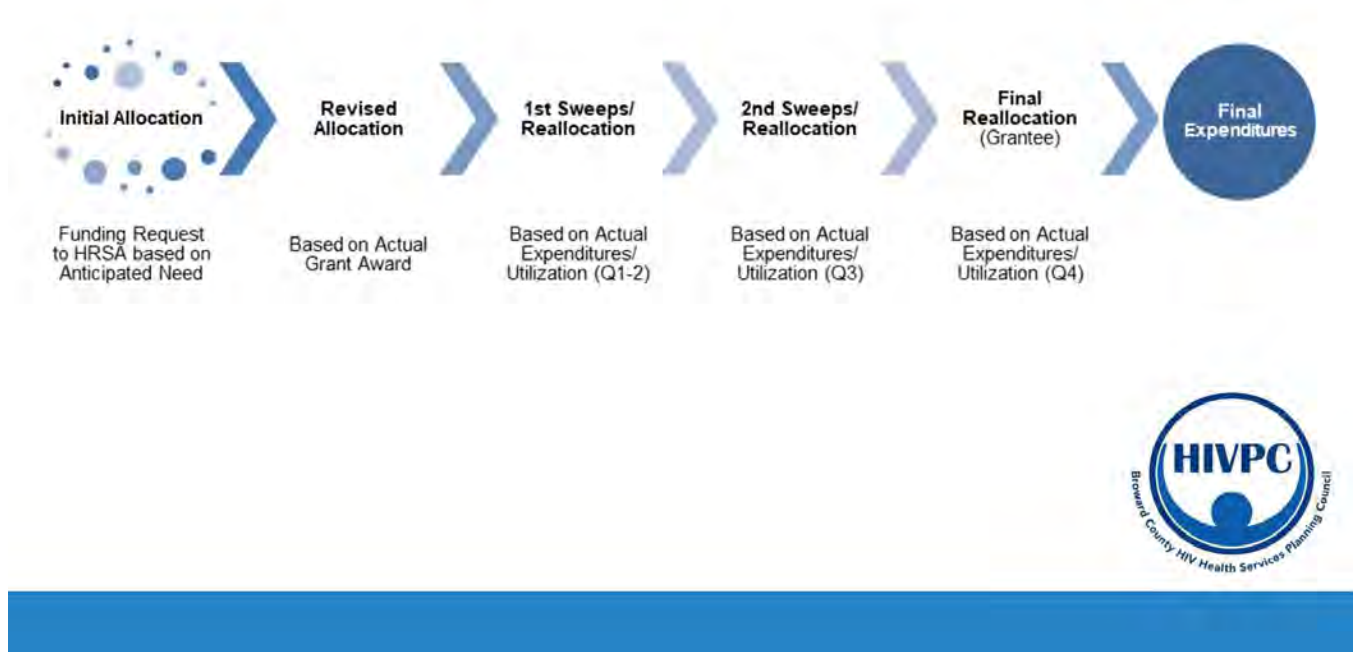 Initial Allocation
Revised
Allocation
1st Sweeps/
Reallocation
2nd Sweeps/
Reallocation
Final
Reallocation
(Grantee)
Final
Expenditures
Funding Request
to HRSA based on
Anticipated Need
Based on Actual
Grant Award
Based on Actual
Expenditures/
Utilization (Q1-2)
Based on Actual
Expenditures/
Utilization (Q3)
Based on Actual
Expenditures/
Utilization (Q4)
HIVPC
Broward County HIV Health Services Planning Council